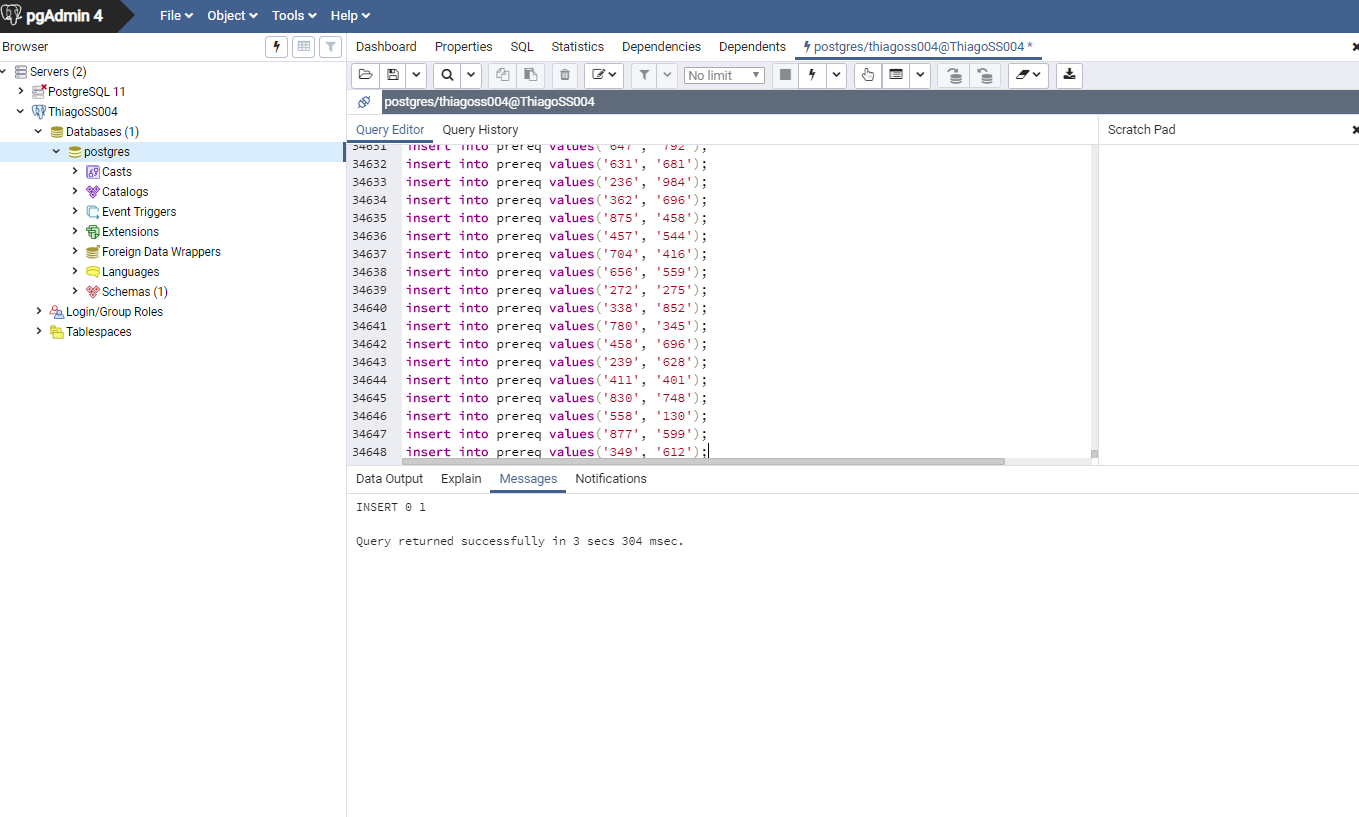 pgAdmin 4
File Object Tools Help
Browser
Dashboard Properties SQL Statistics Dependencies Dependents postgres/thiagoss004@ThiagoSS004 *
No limit
postgres/thiagoss004@ThiagoSS004
Servers (2)
PostgreSQL 11
ThiagoSS004
Databases (1)
postgres
Casts
Catalogs
Event Triggers
Extensions
Foreign Data Wrappers
Languages
Schemas (1)
Login/Group Roles
Tablespaces
Query Editor Query History
Scratch Pad
34631 insert into prereq values('647', '792');
34632 insert into prereq values('631', '681');
34633 insert into prereq values('236', '984');
34634 insert into prereq values('362', '696');
34635 insert into prereq values('875', '458');
34636 insert into prereq values('457', '544');
34637 insert into prereq values('704', '416');
34638 insert into prereq values('656', '559');
34639 insert into prereq values('272', '275');
34640 insert into prereq values('338', '852');
34641 insert into prereq values('780', '345');
34642 insert into prereq values('458', '696');
34643 insert into prereq values('239', '628');
34644 insert into prereq values('411', '401');
34645 insert into prereq values('830', '748');
34646 insert into prereq values('558', '130');
34647 insert into prereq values('877', '599');
34648 insert into prereq values('349', '612');
Data Output Explain Messages Notifications
INSERT 0 1
Query returned successfully in 3 secs 304 msec.